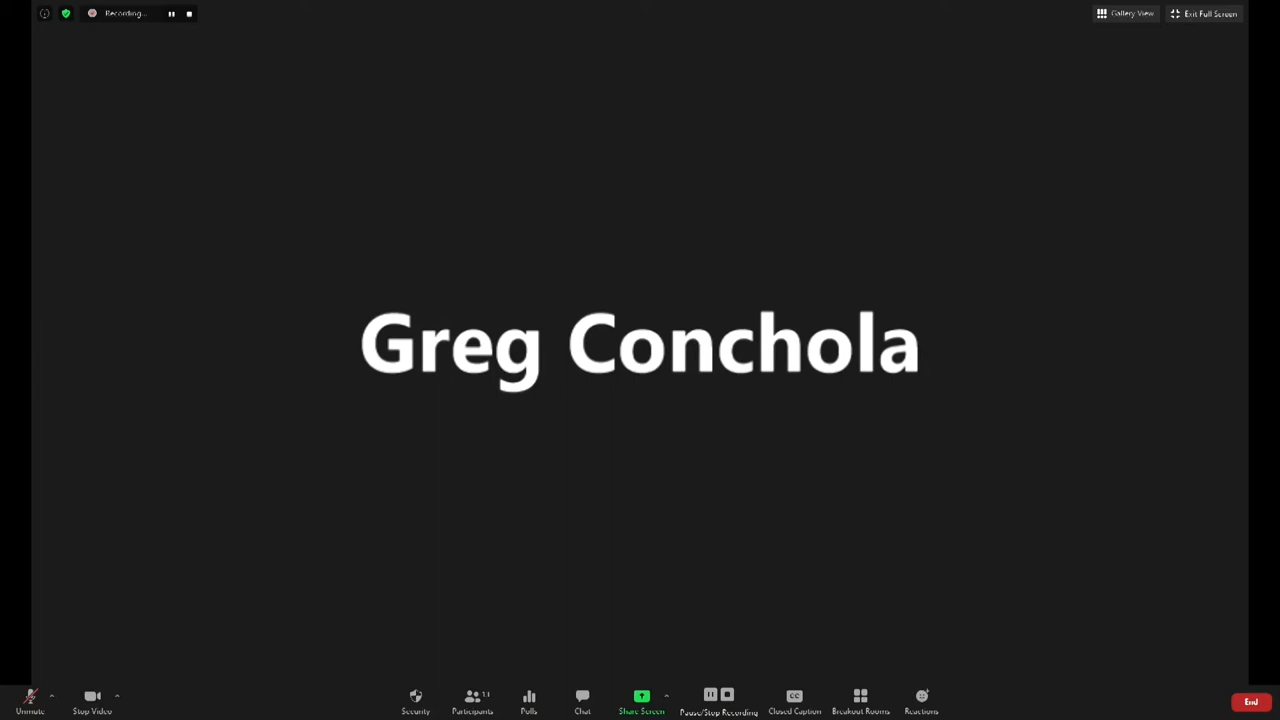 Recording...
Gallery View
Exit Full Screen
Greg Conchola
Unmute
Stop Video
Security
Participants
Polls
Chat
Share Screen
Pause/Stop Recording
CC
Closed Caption
Breakout Rooms
Reactions
End